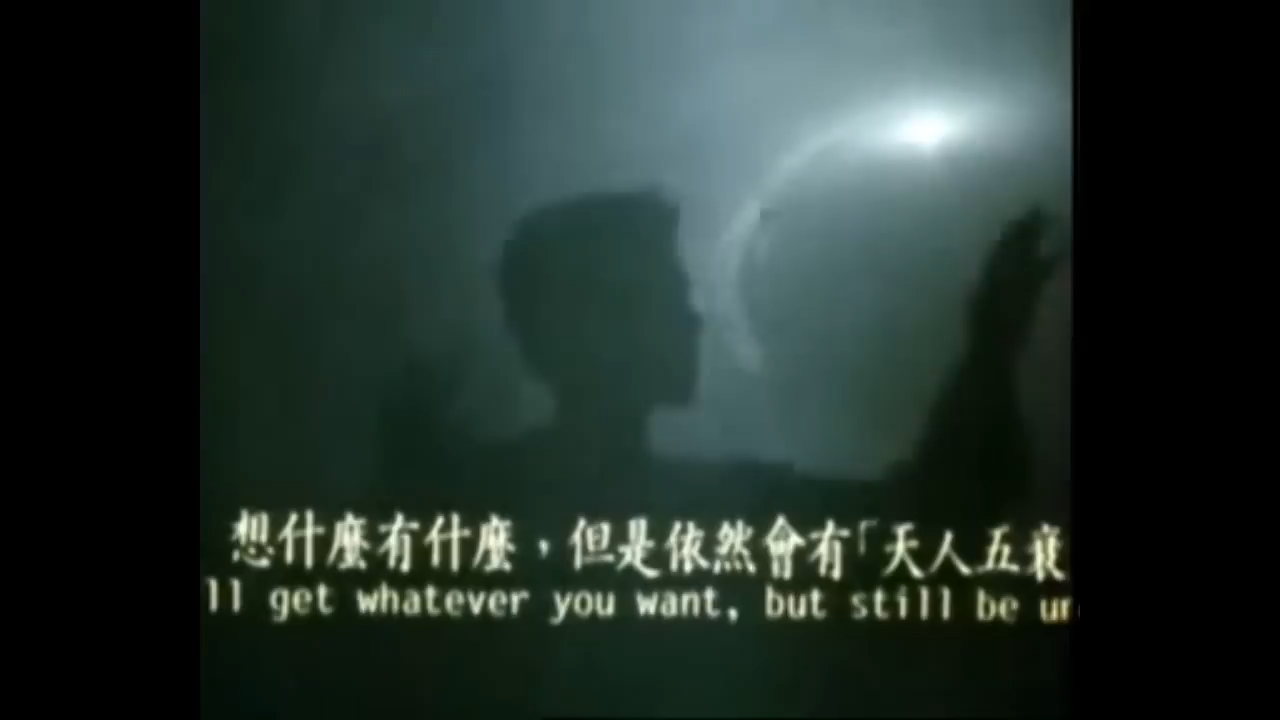 想什麼有什麼，但是依然會有「天人五衰
ll get whatever you want, but still be un